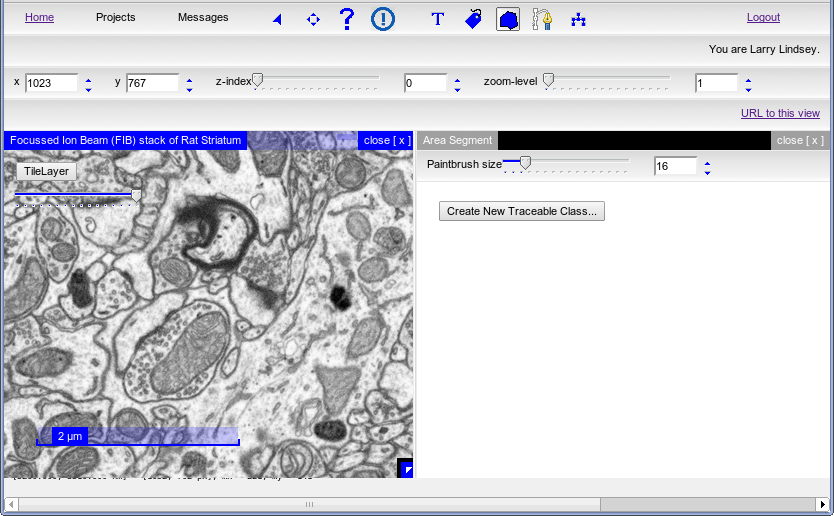 Home Projects Messages ? T Logout
You are Larry Lindsey.
x 1023 y 767 z-index 0 zoom-level 1
URL to this view
Focussed Ion Beam (FIB) stack of Rat Striatum close [ x ]
Area Segment close [ x ]
TileLayer
Paintbrush size 16
Create New Traceable Class...
2 µm